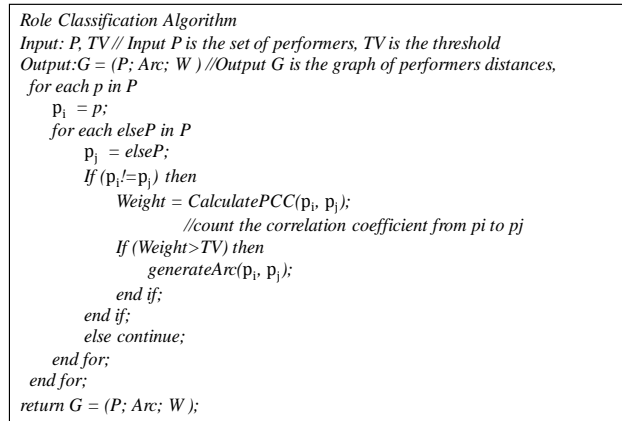 Role Classification Algorithm
Input: P, TV// Input P is the set of performers, TV is the threshold
Output:G = (P; Arc; W ) //Output G is the graph of performers distances,
for each p in P
pᵢ = p;
for each elseP in P
pⱼ = elseP;
If (pᵢ!=pⱼ) then
Weight = CalculatePCC(pᵢ, pⱼ);
//count the correlation coefficient from pi to pj
If (Weight>TV) then
generateArc(pᵢ, pⱼ);
end if;
end if;
else continue;
end for;
end for;
return G = (P; Arc; W );